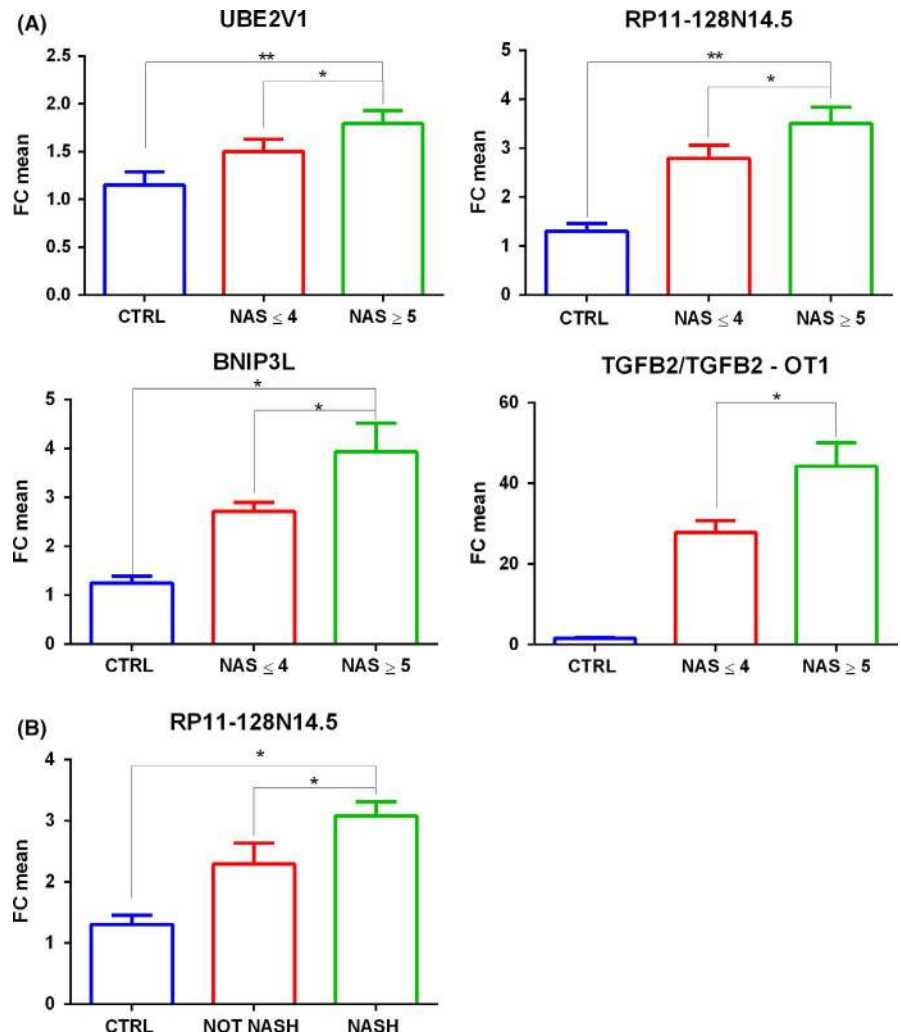 (A)
UBE2V1
FC mean
2.5
2.0
1.5
1.0
0.5
0.0
**
*
CTRL NAS ≤ 4 NAS ≥ 5
RP11-128N14.5
FC mean
5
4
3
2
1
0
**
*
CTRL NAS ≤ 4 NAS ≥ 5
BNIP3L
FC mean
5
4
3
2
1
0
*
*
CTRL NAS ≤ 4 NAS ≥ 5
TGFB2/TGFB2 - OT1
FC mean
60
40
20
0
*
CTRL NAS ≤ 4 NAS ≥ 5
(B)
RP11-128N14.5
FC mean
4
3
2
1
0
*
*
CTRL NOT NASH NASH